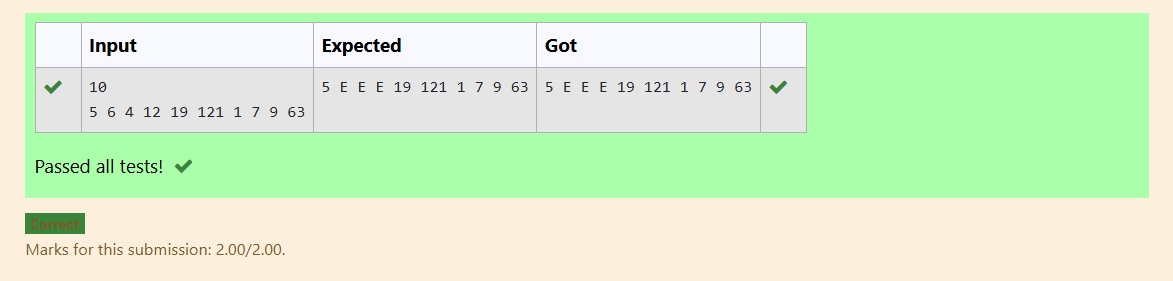 Input Expected Got
10 5 E E E 19 121 1 7 9 63 5 E E E 19 121 1 7 9 63
5 6 4 12 19 121 1 7 9 63
Passed all tests!
Correct
Marks for this submission: 2.00/2.00.